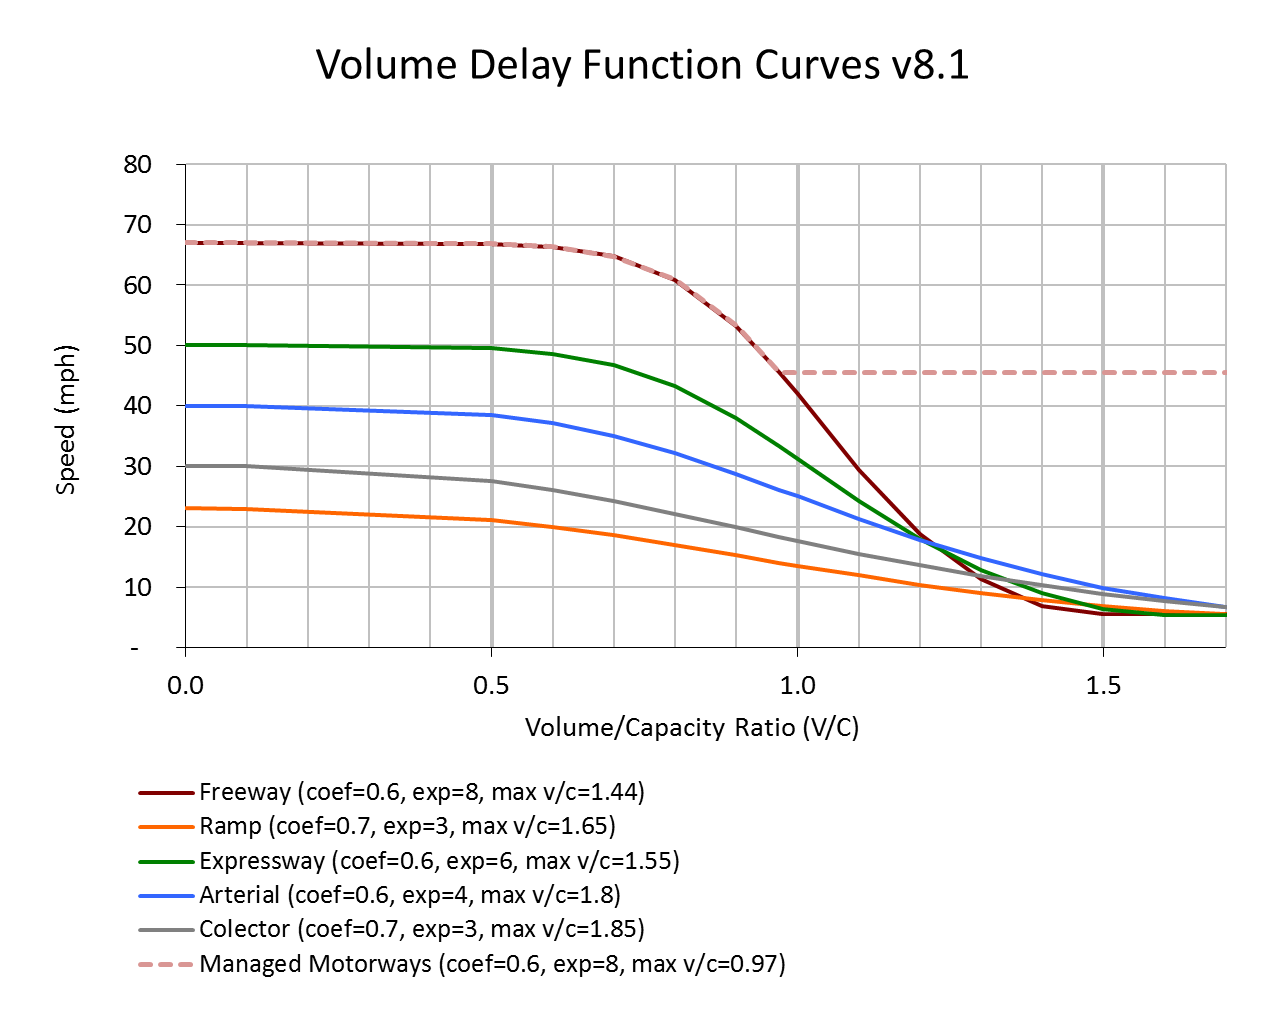 Volume Delay Function Curves v8.1
80
70
60
50
40
30
20
10
-
Speed (mph)
0.0 0.5 1.0 1.5
Volume/Capacity Ratio (V/C)
Freeway (coef=0.6, exp=8, max v/c=1.44)
Ramp (coef=0.7, exp=3, max v/c=1.65)
Expressway (coef=0.6, exp=6, max v/c=1.55)
Arterial (coef=0.6, exp=4, max v/c=1.8)
Colector (coef=0.7, exp=3, max v/c=1.85)
Managed Motorways (coef=0.6, exp=8, max v/c=0.97)